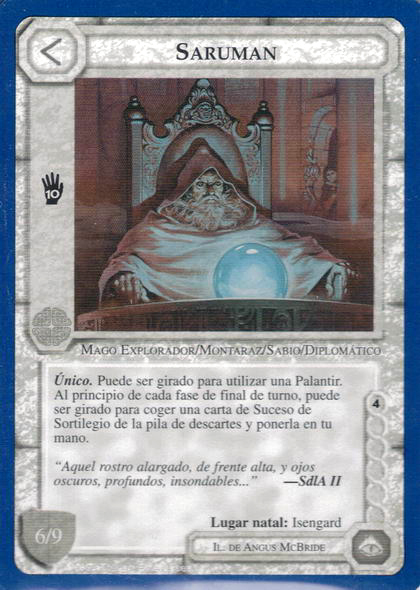 SARUMAN
10
MAGO EXPLORADOR/MONTARAZ/SABIO/DIPLOMÁTICO
Único. Puede ser girado para utilizar una Palantir.
Al principio de cada fase de final de turno, puede
ser girado para coger una carta de Suceso de
Sortilegio de la pila de descartes y ponerla en tu
mano.
4
"Aquel rostro alargado, de frente alta, y ojos
oscuros, profundos, insondables..." —SdlA II
Lugar natal: Isengard
6/9
IL. DE ANGUS MCBRIDE